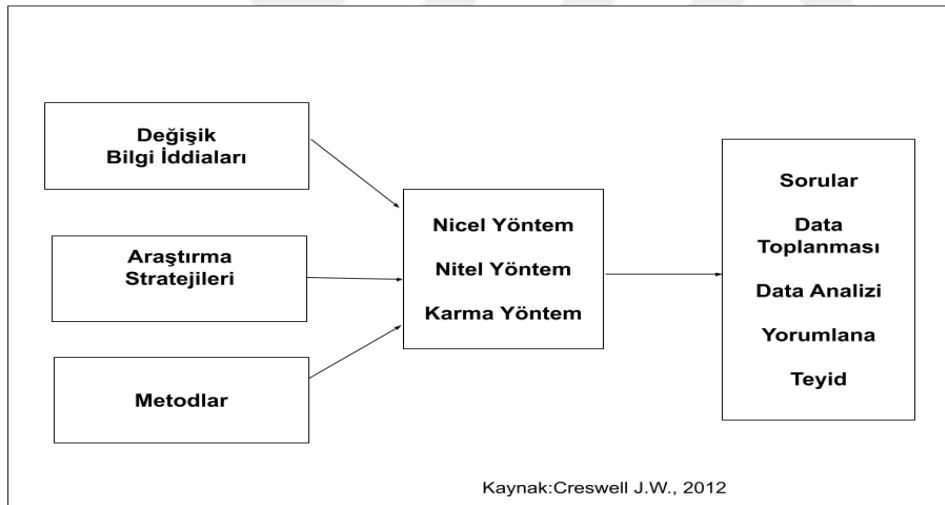 Değişik
Bilgi İddiaları
Araştırma
Stratejileri
Metodlar
Nicel Yöntem
Nitel Yöntem
Karma Yöntem
Sorular
Data
Toplanması
Data Analizi
Yorumlana
Teyid
Kaynak:Creswell J.W., 2012